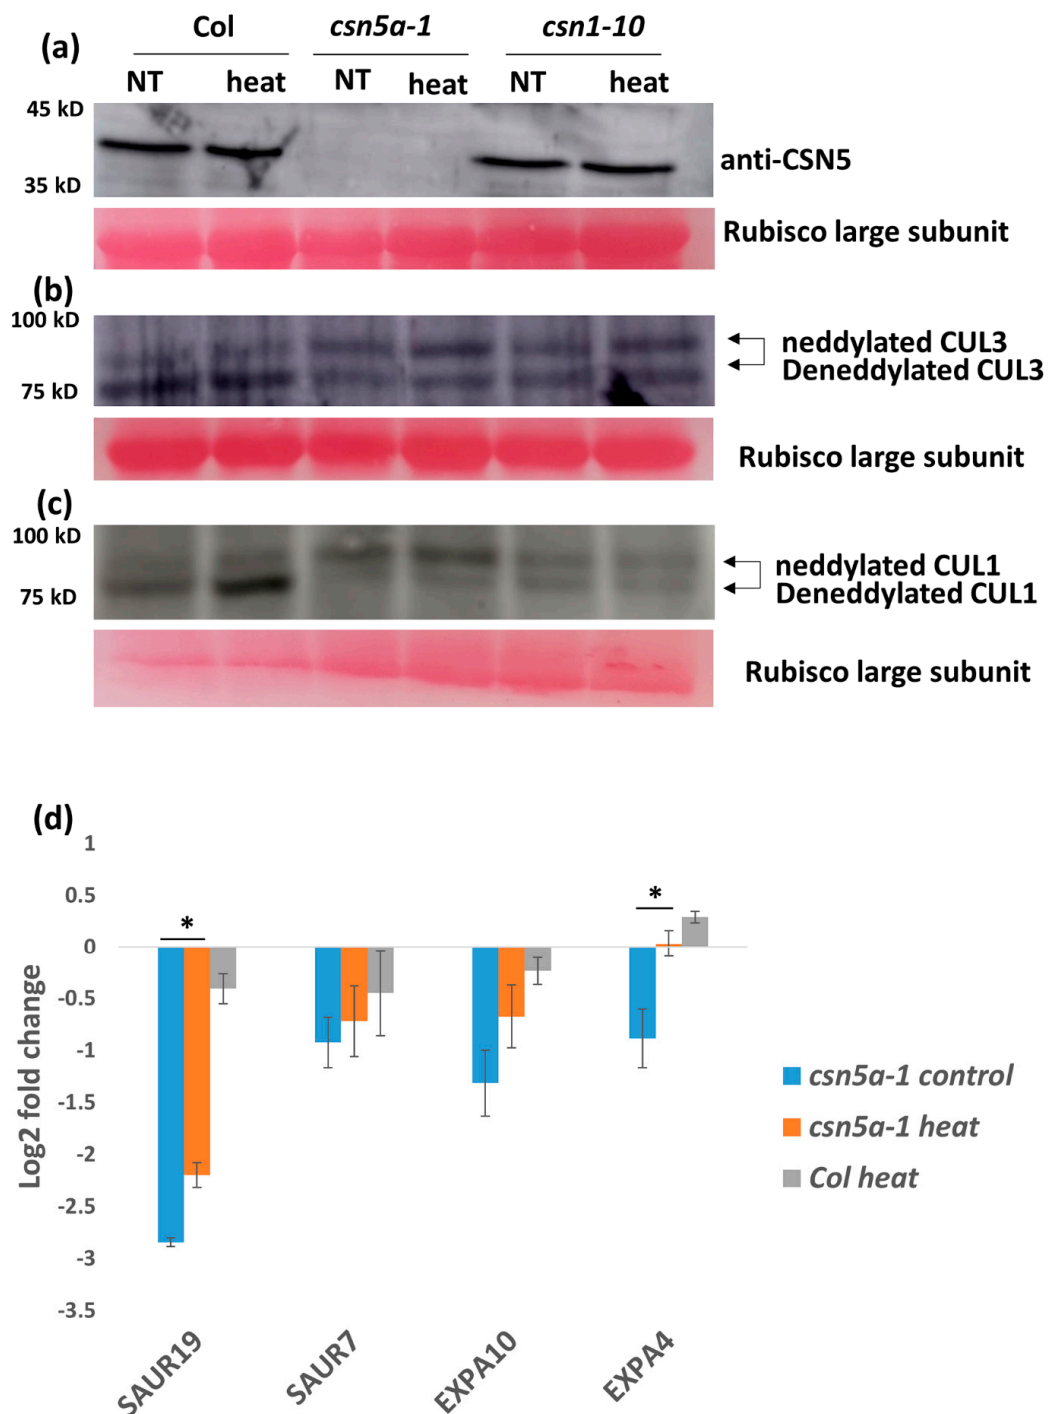 (a)
Col csn5a-1 csn1-10
NT heat NT heat NT heat
45 kD
35 kD
anti-CSN5
Rubisco large subunit
(b)
100 kD
75 kD
neddylated CUL3
Deneddylated CUL3
Rubisco large subunit
(c)
100 kD
75 kD
neddylated CUL1
Deneddylated CUL1
Rubisco large subunit
(d)
1
0.5
0
-0.5
-1
-1.5
-2
-2.5
-3
-3.5
Log2 fold change
*
*
csn5a-1 control
csn5a-1 heat
Col heat
SAUR19 SAUR7 EXPA10 EXPA4